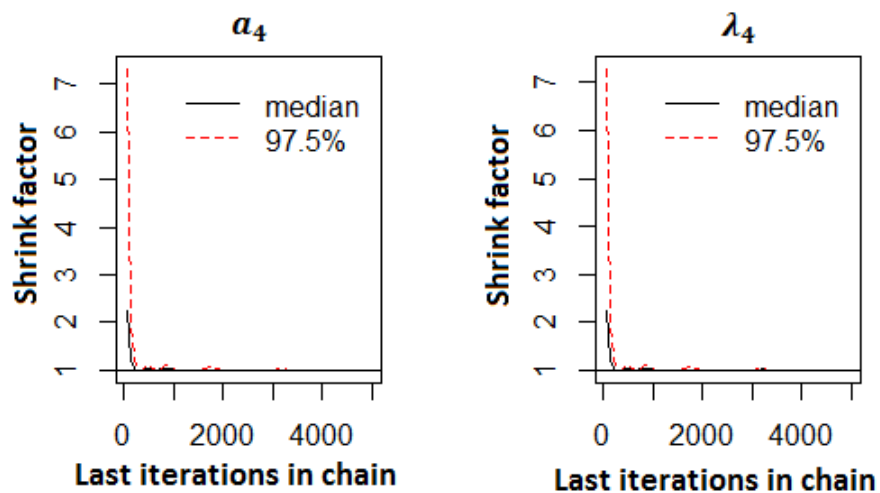 a₄
Shrink factor
7
6
5
4
3
2
1
median
97.5%
0 2000 4000
Last iterations in chain
λ₄
Shrink factor
7
6
5
4
3
2
1
median
97.5%
0 2000 4000
Last iterations in chain